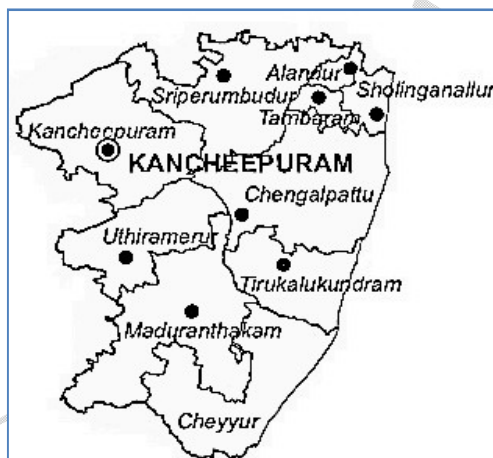 Alandur
Sriperumbudur
Sholinganallur
Tambaram
Kancheepuram
KANCHEEPURAM
Chengalpattu
Uthiramerur
Tirukalukundram
Maduranthakam
Cheyyur